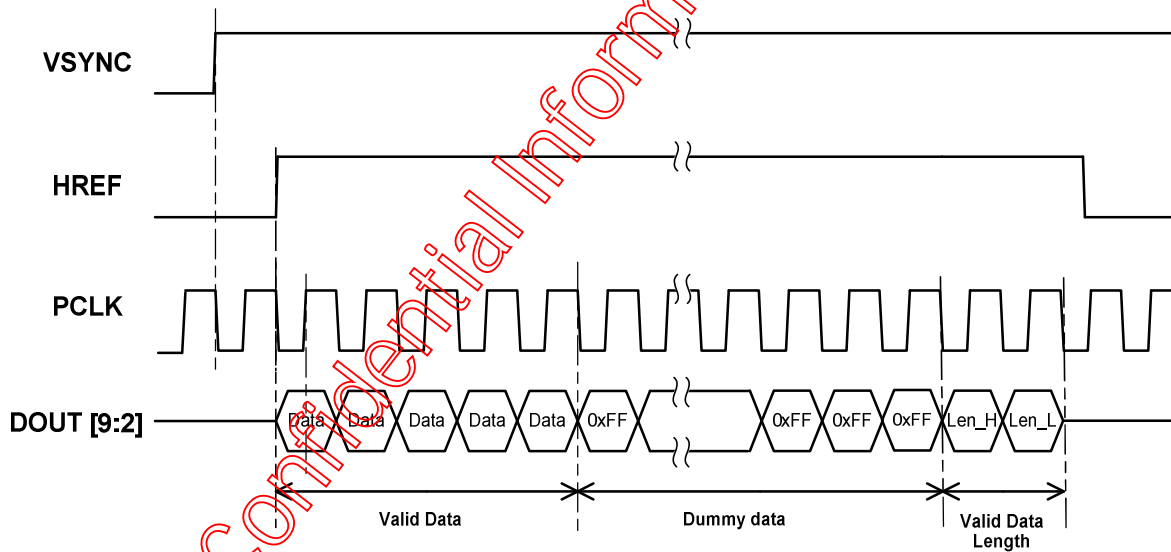 VSYNC
HREF
PCLK
DOUT [9:2]
Data Data Data Data Data 0xFF 0xFF 0xFF 0xFF Len_H Len_L
Valid Data
Dummy data
Valid Data
Length
Confidential Inform